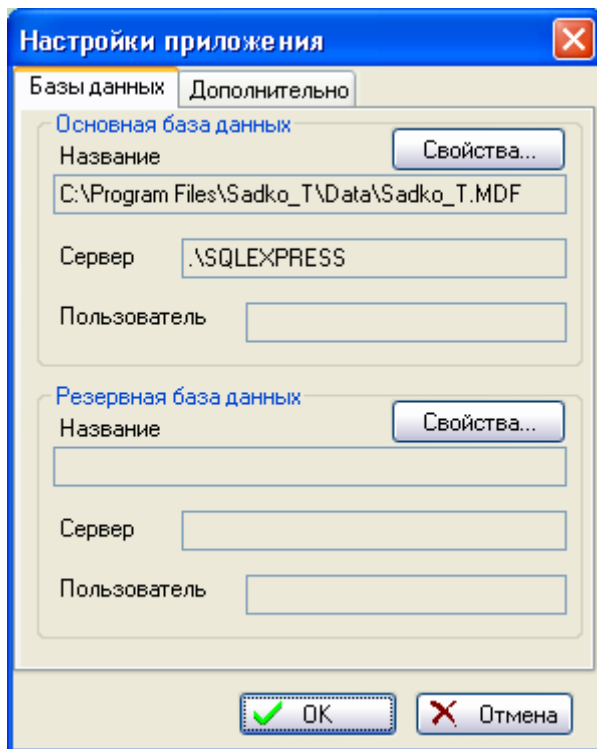 Настройки приложения
Базы данных Дополнительно
Основная база данных
Название Свойства...
C:\Program Files\Sadko_T\Data\Sadko_T.MDF
Сервер .\SQLEXPRESS
Пользователь
Резервная база данных
Название Свойства...
Сервер
Пользователь
OK Отмена